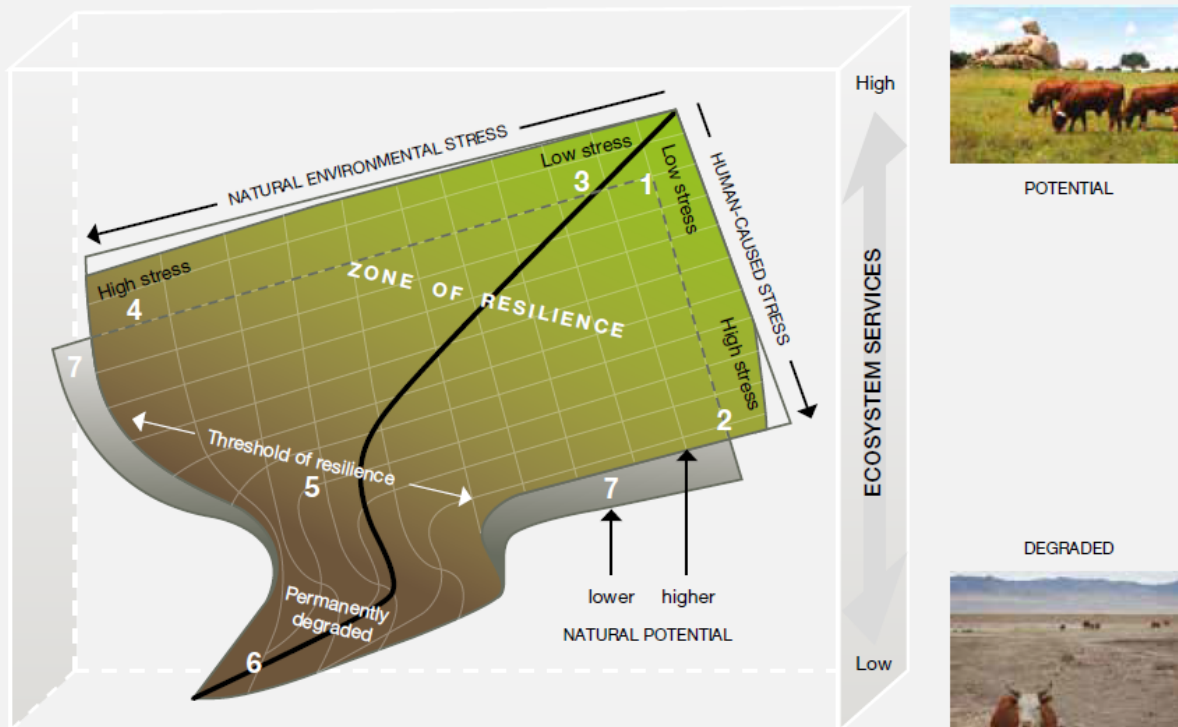 High
NATURAL ENVIRONMENTAL STRESS
Low stress
3
1
Low stress
HUMAN-CAUSED STRESS
POTENTIAL
High stress
4
ZONE OF RESILIENCE
High stress
ECOSYSTEM SERVICES
7
2
Threshold of resilience
5
7
DEGRADED
lower
higher
NATURAL POTENTIAL
Permanently
degraded
6
Low